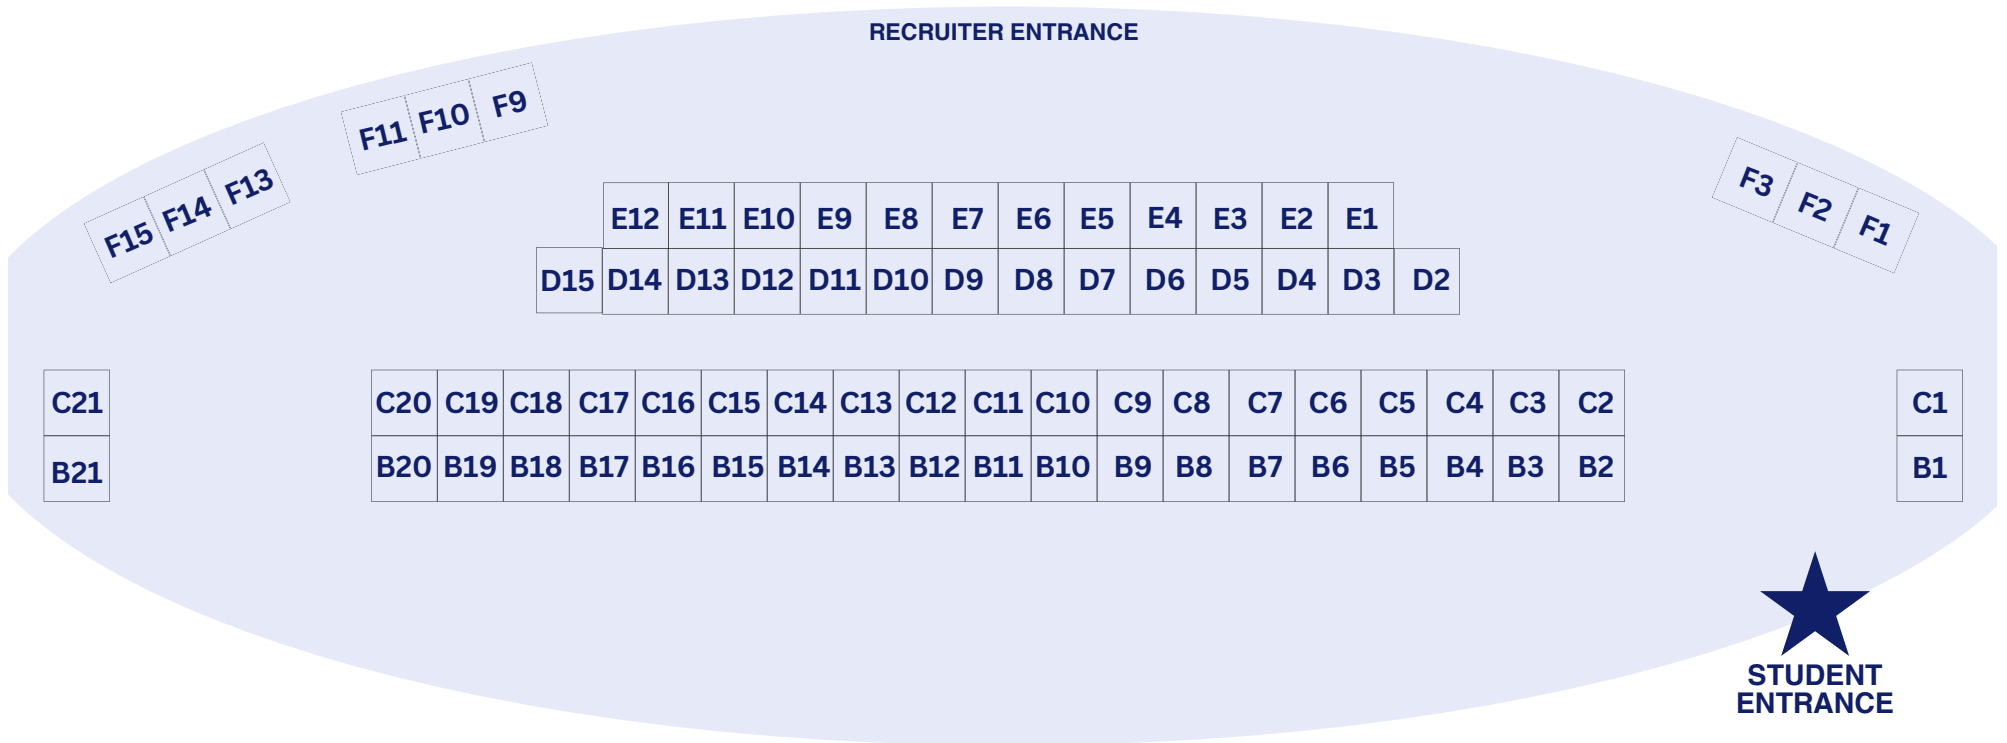 RECRUITER ENTRANCE
F11 F10 F9
F15 F14 F13
F3 F2 F1
E12 E11 E10 E9 E8 E7 E6 E5 E4 E3 E2 E1
D15 D14 D13 D12 D11 D10 D9 D8 D7 D6 D5 D4 D3 D2
C21 C20 C19 C18 C17 C16 C15 C14 C13 C12 C11 C10 C9 C8 C7 C6 C5 C4 C3 C2 C1
B21 B20 B19 B18 B17 B16 B15 B14 B13 B12 B11 B10 B9 B8 B7 B6 B5 B4 B3 B2 B1
STUDENT
ENTRANCE